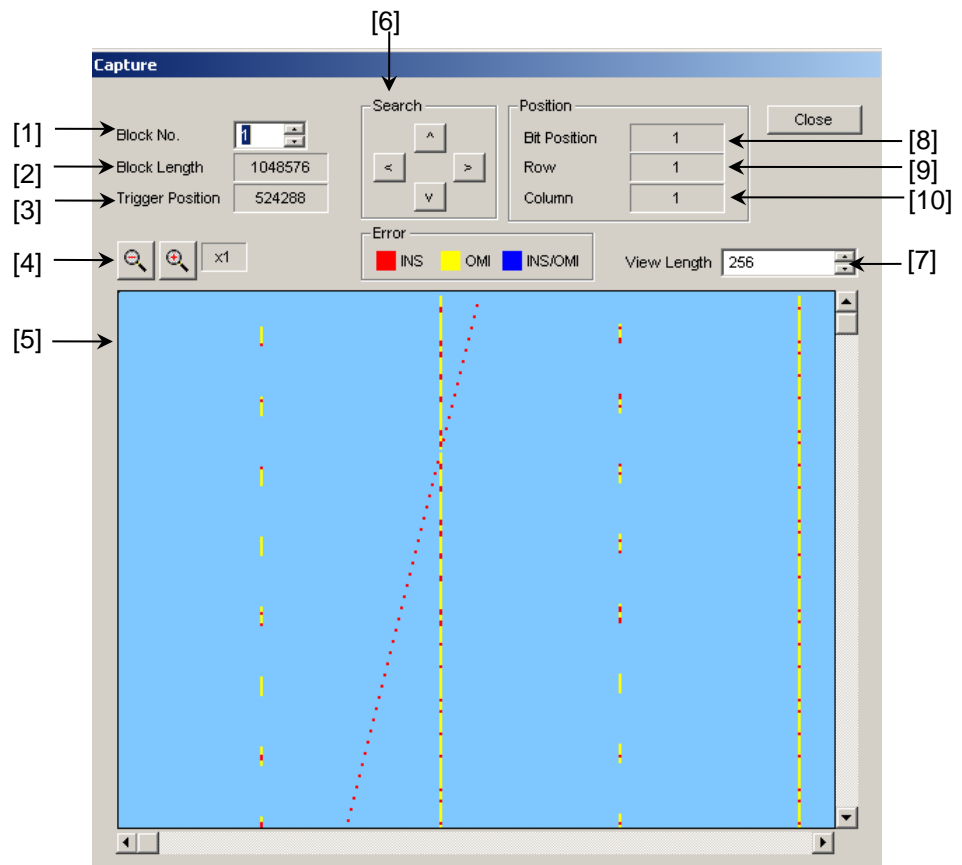 [6]
Capture
Search
Position
Close
[1]
Block No.
1
^
Bit Position
1
[8]
[2]
Block Length
1048576
<
>
Row
1
[9]
[3]
Trigger Position
524288
v
Column
1
[10]
Error
[4]
x1
INS
OMI
INS/OMI
View Length
256
[7]
[5]